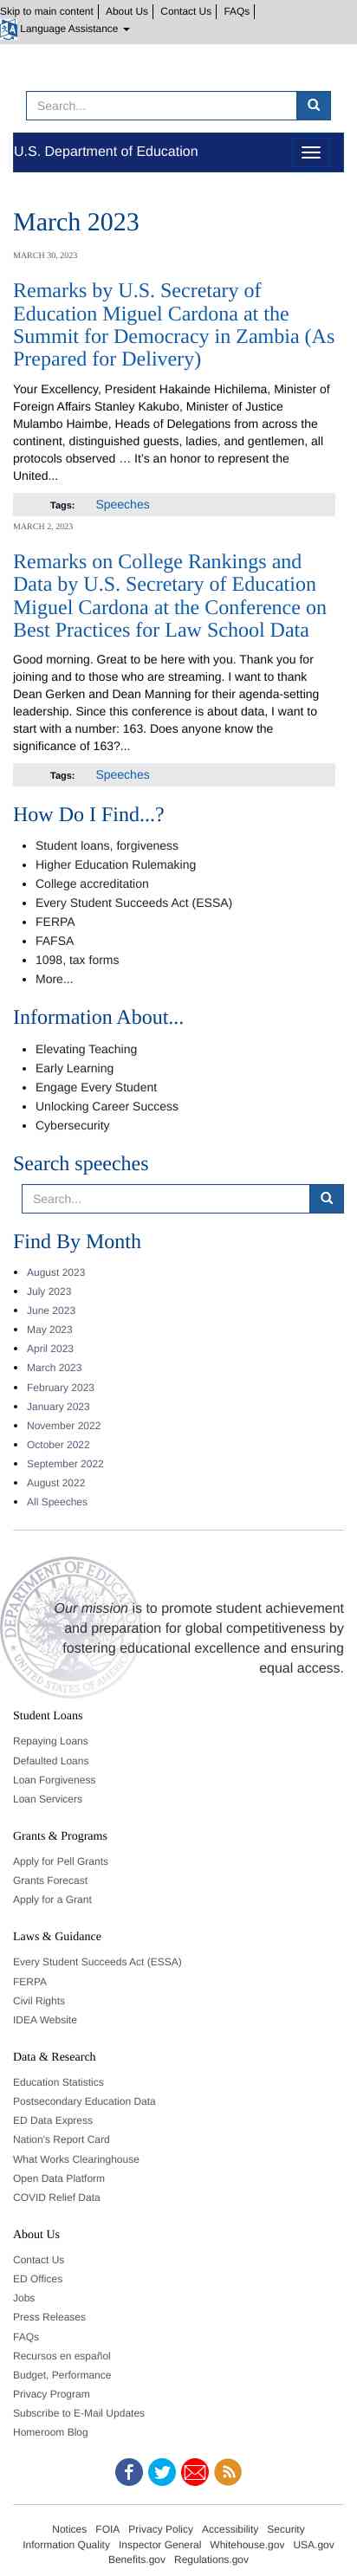 Skip to main content About Us Contact Us FAQs
Language Assistance
Search...
U.S. Department of Education
March 2023
MARCH 30, 2023
Remarks by U.S. Secretary of
Education Miguel Cardona at the
Summit for Democracy in Zambia (As
Prepared for Delivery)
Your Excellency, President Hakainde Hichilema, Minister of
Foreign Affairs Stanley Kakubo, Minister of Justice
Mulambo Haimbe, Heads of Delegations from across the
continent, distinguished guests, ladies, and gentlemen, all
protocols observed … It’s an honor to represent the
United...
Tags: Speeches
MARCH 2, 2023
Remarks on College Rankings and
Data by U.S. Secretary of Education
Miguel Cardona at the Conference on
Best Practices for Law School Data
Good morning. Great to be here with you. Thank you for
joining and to those who are streaming. I want to thank
Dean Gerken and Dean Manning for their agenda-setting
leadership. Since this conference is about data, I want to
start with a number: 163. Does anyone know the
significance of 163?...
Tags: Speeches
How Do I Find...?
• Student loans, forgiveness
• Higher Education Rulemaking
• College accreditation
• Every Student Succeeds Act (ESSA)
• FERPA
• FAFSA
• 1098, tax forms
• More...
Information About...
• Elevating Teaching
• Early Learning
• Engage Every Student
• Unlocking Career Success
• Cybersecurity
Search speeches
Search...
Find By Month
• August 2023
• July 2023
• June 2023
• May 2023
• April 2023
• March 2023
• February 2023
• January 2023
• November 2022
• October 2022
• September 2022
• August 2022
• All Speeches
Our mission is to promote student achievement
and preparation for global competitiveness by
fostering educational excellence and ensuring
equal access.
Student Loans
Repaying Loans
Defaulted Loans
Loan Forgiveness
Loan Servicers
Grants & Programs
Apply for Pell Grants
Grants Forecast
Apply for a Grant
Laws & Guidance
Every Student Succeeds Act (ESSA)
FERPA
Civil Rights
IDEA Website
Data & Research
Education Statistics
Postsecondary Education Data
ED Data Express
Nation's Report Card
What Works Clearinghouse
Open Data Platform
COVID Relief Data
About Us
Contact Us
ED Offices
Jobs
Press Releases
FAQs
Recursos en español
Budget, Performance
Privacy Program
Subscribe to E-Mail Updates
Homeroom Blog
Notices FOIA Privacy Policy Accessibility Security
Information Quality Inspector General Whitehouse.gov USA.gov
Benefits.gov Regulations.gov